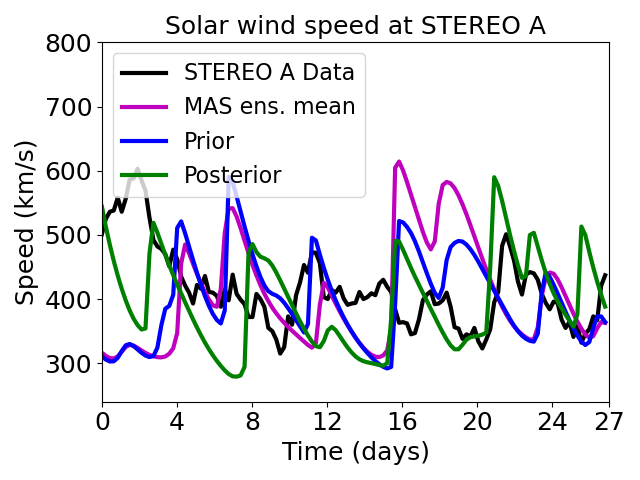 Solar wind speed at STEREO A
800
700
600
500
400
300
Speed (km/s)
STEREO A Data
MAS ens. mean
Prior
Posterior
0 4 8 12 16 20 24 27
Time (days)